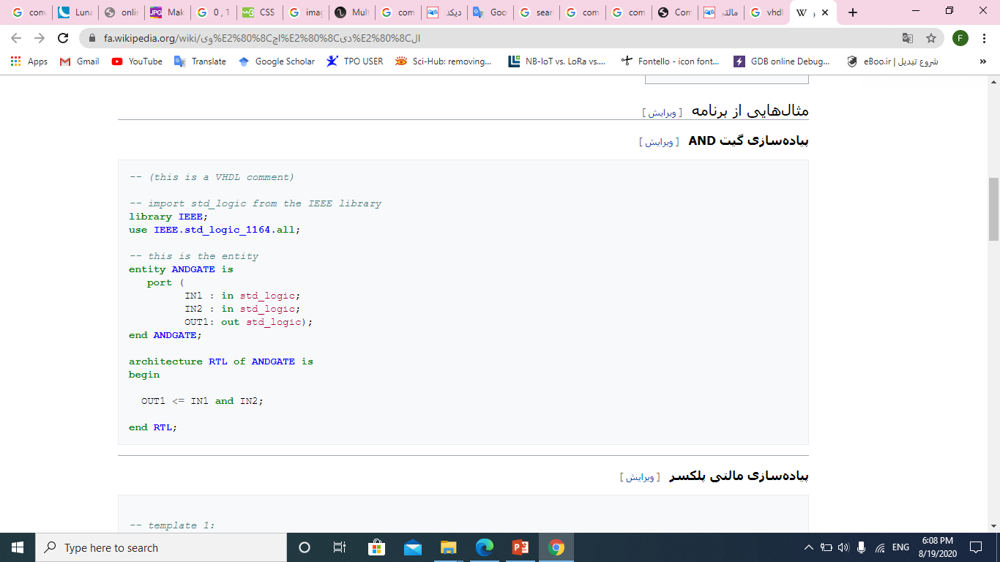 conv
Luna
onlin
Mak
0 , 1
CSS
imag
Mult
com
دیکد
Goo
sear
com
com
Com
vhdl
fa.wikipedia.org/wiki/وی%E2%80%8Cاچ%E2%80%8Cدی%E2%80%8Cال
Apps
Gmail
YouTube
Translate
Google Scholar
TPO USER
Sci-Hub: removing...
NB-IoT vs. LoRa vs....
Fontello - icon font...
GDB online Debug...
eBoo.ir | شروع تبدیل
»
مثال‌هایی از برنامه [ ویرایش ]
پیاده‌سازی گیت AND [ ویرایش ]
-- (this is a VHDL comment)
-- import std_logic from the IEEE library
library IEEE;
use IEEE.std_logic_1164.all;
-- this is the entity
entity ANDGATE is
port (
IN1 : in std_logic;
IN2 : in std_logic;
OUT1: out std_logic);
end ANDGATE;
architecture RTL of ANDGATE is
begin
OUT1 <= IN1 and IN2;
end RTL;
پیاده‌سازی مالتی پلکسر [ ویرایش ]
-- template 1:
Type here to search
ENG
6:08 PM
8/19/2020